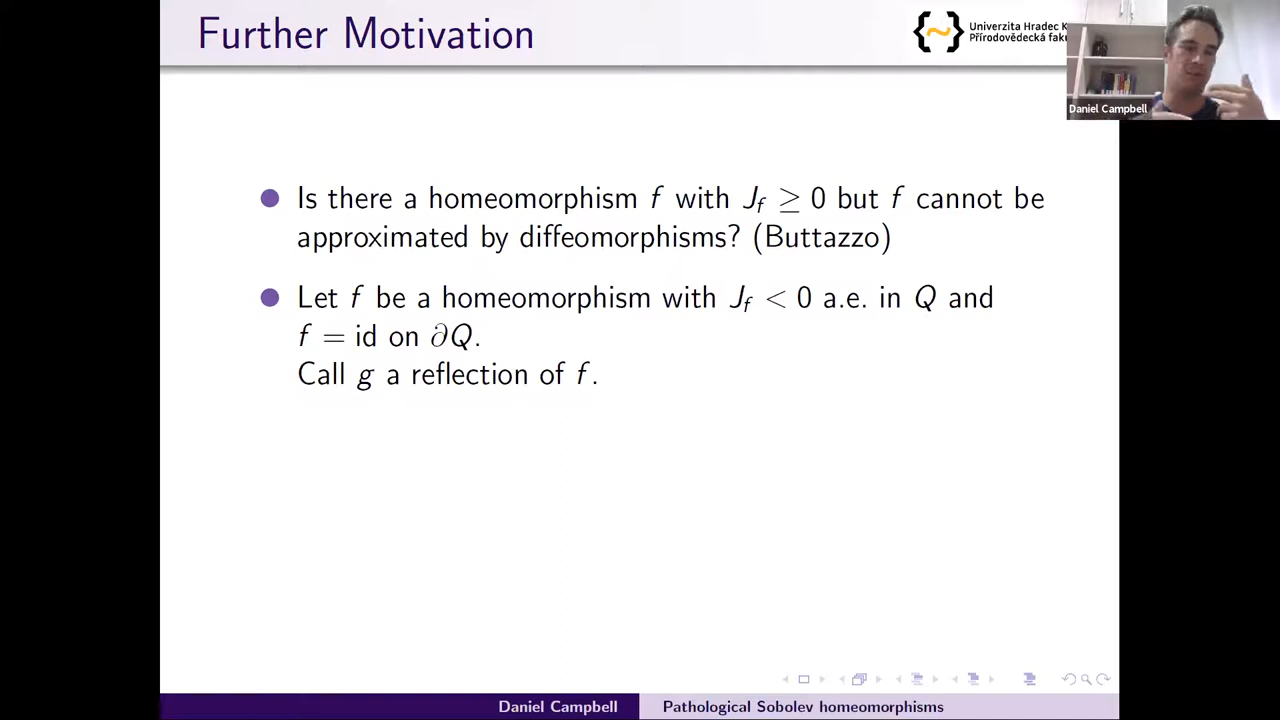 Further Motivation
Univerzita Hradec K
Přírodovědecká fak
Daniel Campbell
Is there a homeomorphism f with J_f ≥ 0 but f cannot be
approximated by diffeomorphisms? (Buttazzo)
Let f be a homeomorphism with J_f < 0 a.e. in Q and
f = id on ∂Q.
Call g a reflection of f.
Daniel Campbell
Pathological Sobolev homeomorphisms